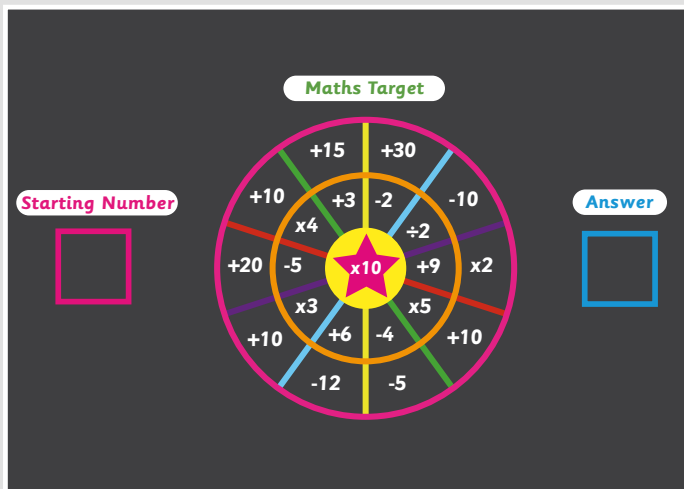 Maths Target
+15 +30
+10 +3 -2 -10
x4 ÷2
Starting Number
Answer
+20 -5 x10 +9 x2
x3 x5
+10 +6 -4 +10
-12 -5